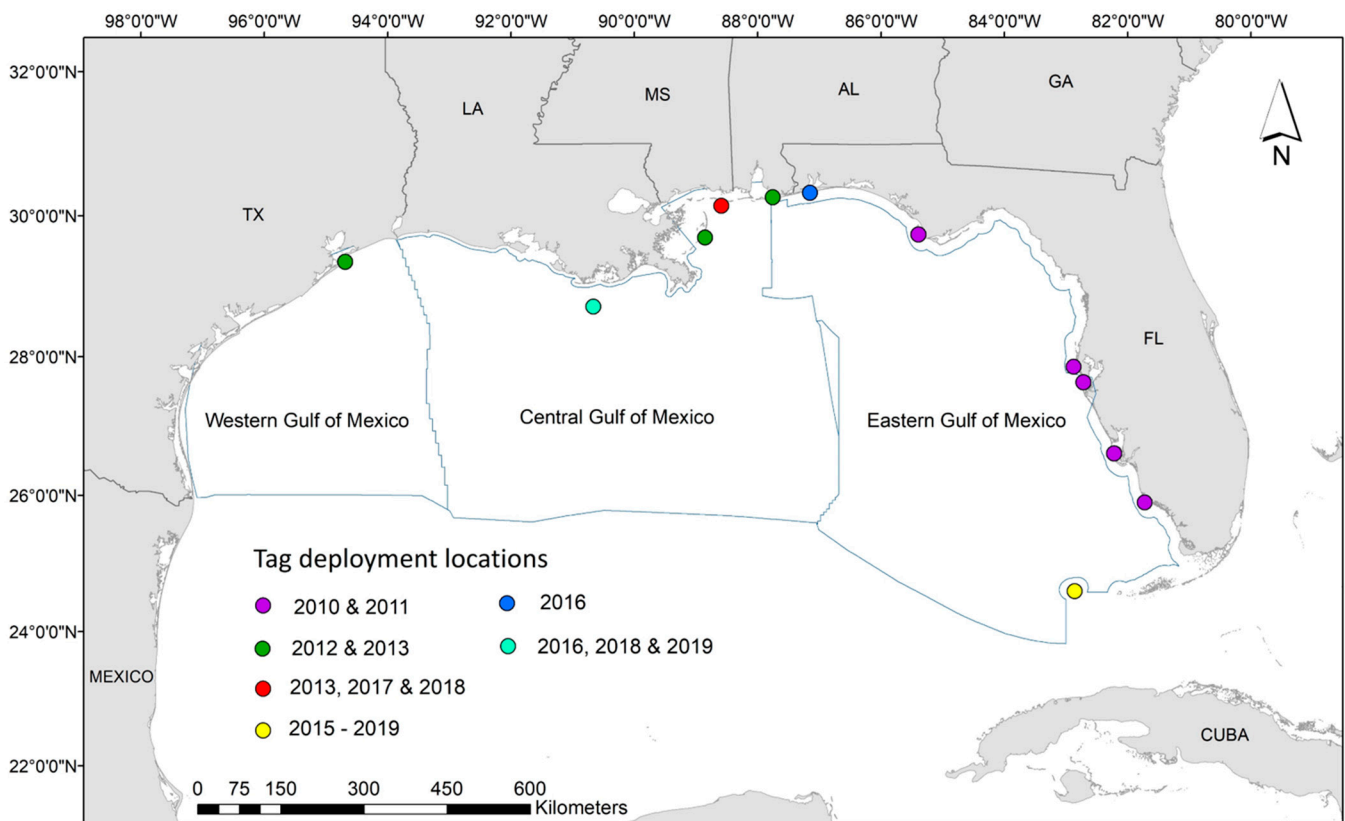 98°0'0"W 96°0'0"W 94°0'0"W 92°0'0"W 90°0'0"W 88°0'0"W 86°0'0"W 84°0'0"W 82°0'0"W 80°0'0"W
32°0'0"N
LA MS AL GA
TX
30°0'0"N
N
FL
28°0'0"N
Western Gulf of Mexico Central Gulf of Mexico Eastern Gulf of Mexico
26°0'0"N
24°0'0"N
22°0'0"N
MEXICO
CUBA
Tag deployment locations
2010 & 2011
2012 & 2013
2013, 2017 & 2018
2015 - 2019
2016
2016, 2018 & 2019
0 75 150 300 450 600
Kilometers